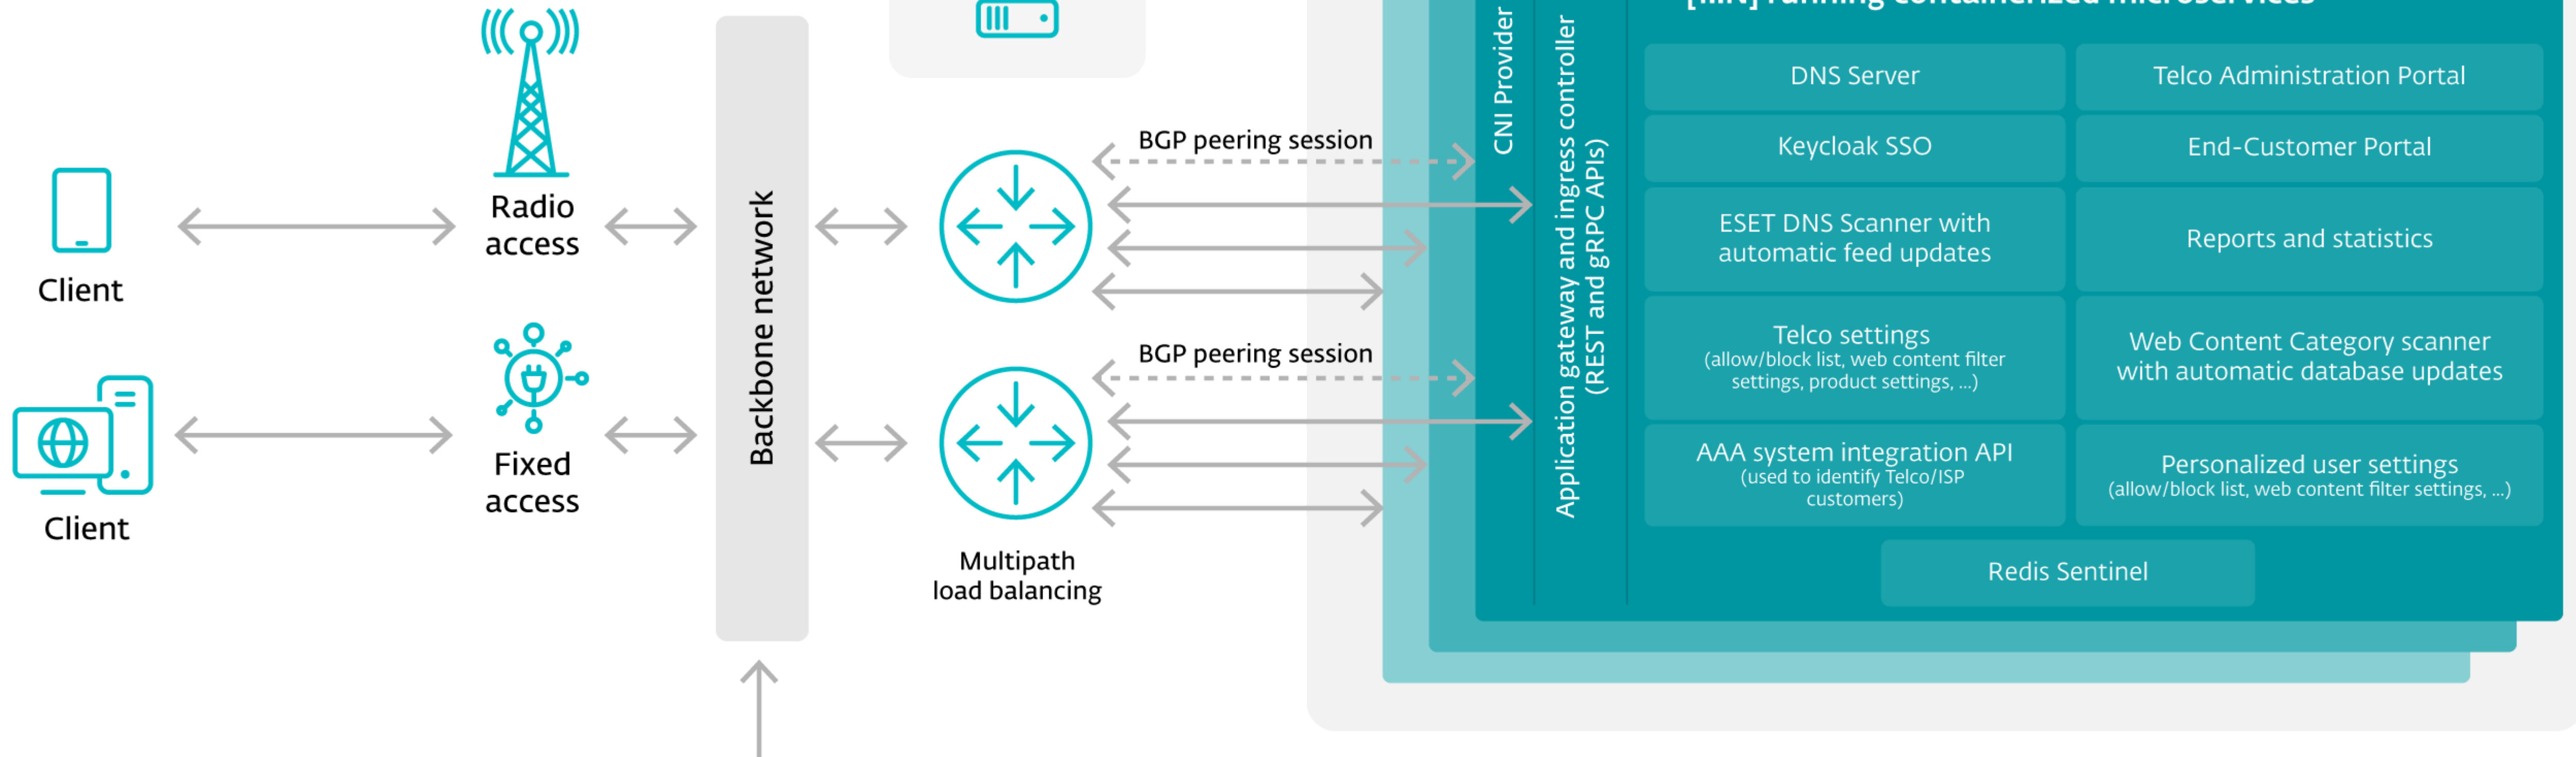 Client
Client
Radio
access
Fixed
access
Backbone network
BGP peering session
BGP peering session
Multipath
load balancing
CNI Provider
Application gateway and ingress controller
(REST and gRPC APIs)
running containerized microservices
DNS Server
Telco Administration Portal
Keycloak SSO
End-Customer Portal
ESET DNS Scanner with
automatic feed updates
Reports and statistics
Telco settings
(allow/block list, web content filter
settings, product settings, ...)
Web Content Category scanner
with automatic database updates
AAA system integration API
(used to identify Telco/ISP
customers)
Personalized user settings
(allow/block list, web content filter settings, ...)
Redis Sentinel